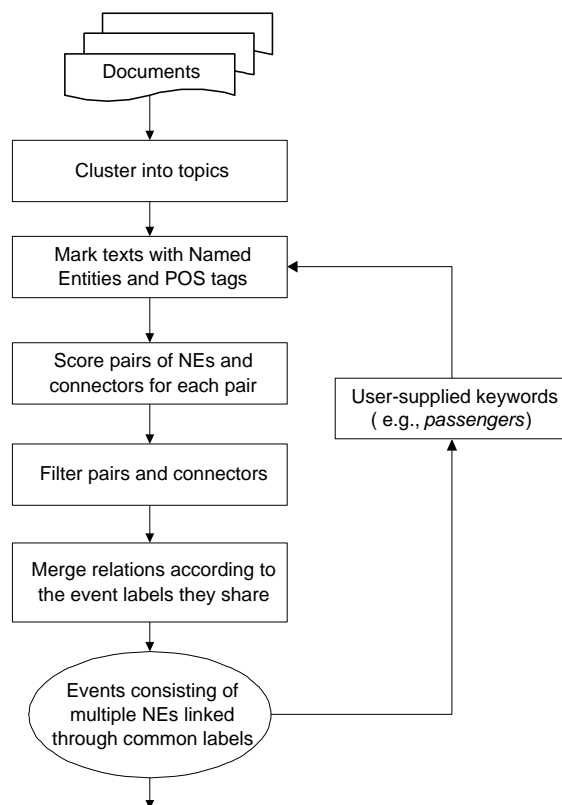 Documents
Cluster into topics
Mark texts with Named
Entities and POS tags
Score pairs of NEs and
connectors for each pair
User-supplied keywords
( e.g., passengers)
Filter pairs and connectors
Merge relations according to
the event labels they share
Events consisting of
multiple NEs linked
through common labels